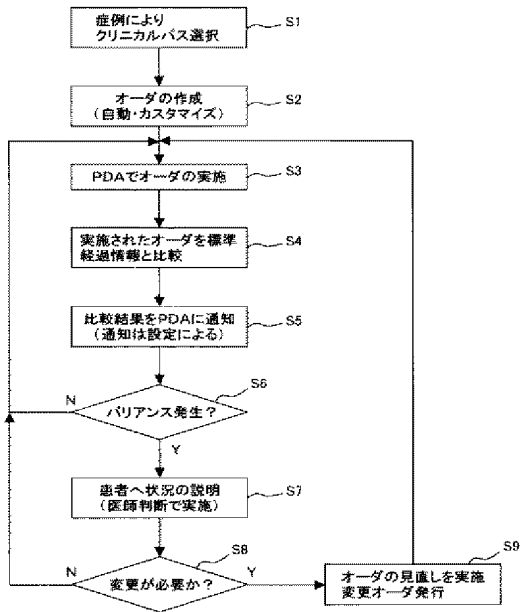 症例により
クリニカルパス選択
S1
オーダの作成
(自動・カスタマイズ)
S2
PDAでオーダの実施
S3
実施されたオーダを標準
経過情報と比較
S4
比較結果をPDAに通知
(通知は設定による)
S5
バリアンス発生？
S6
N
Y
患者へ状況の説明
(医師判断で実施)
S7
変更が必要か？
S8
N
Y
オーダの見直しを実施
変更オーダ発行
S9